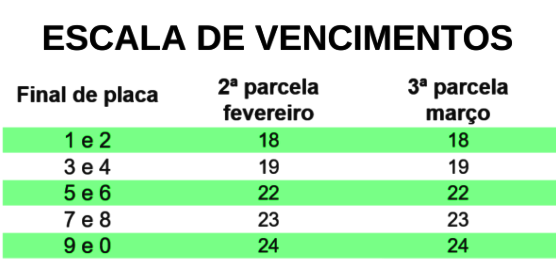 ESCALA DE VENCIMENTOS
Final de placa 2ª parcela fevereiro 3ª parcela março
1 e 2 18 18
3 e 4 19 19
5 e 6 22 22
7 e 8 23 23
9 e 0 24 24